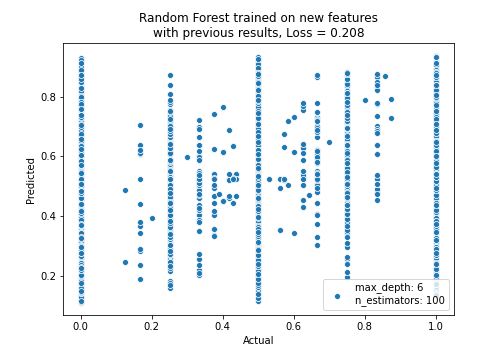 Random Forest trained on new features
with previous results, Loss = 0.208
Predicted
0.8
0.6
0.4
0.2
max_depth: 6
n_estimators: 100
0.0 0.2 0.4 0.6 0.8 1.0
Actual